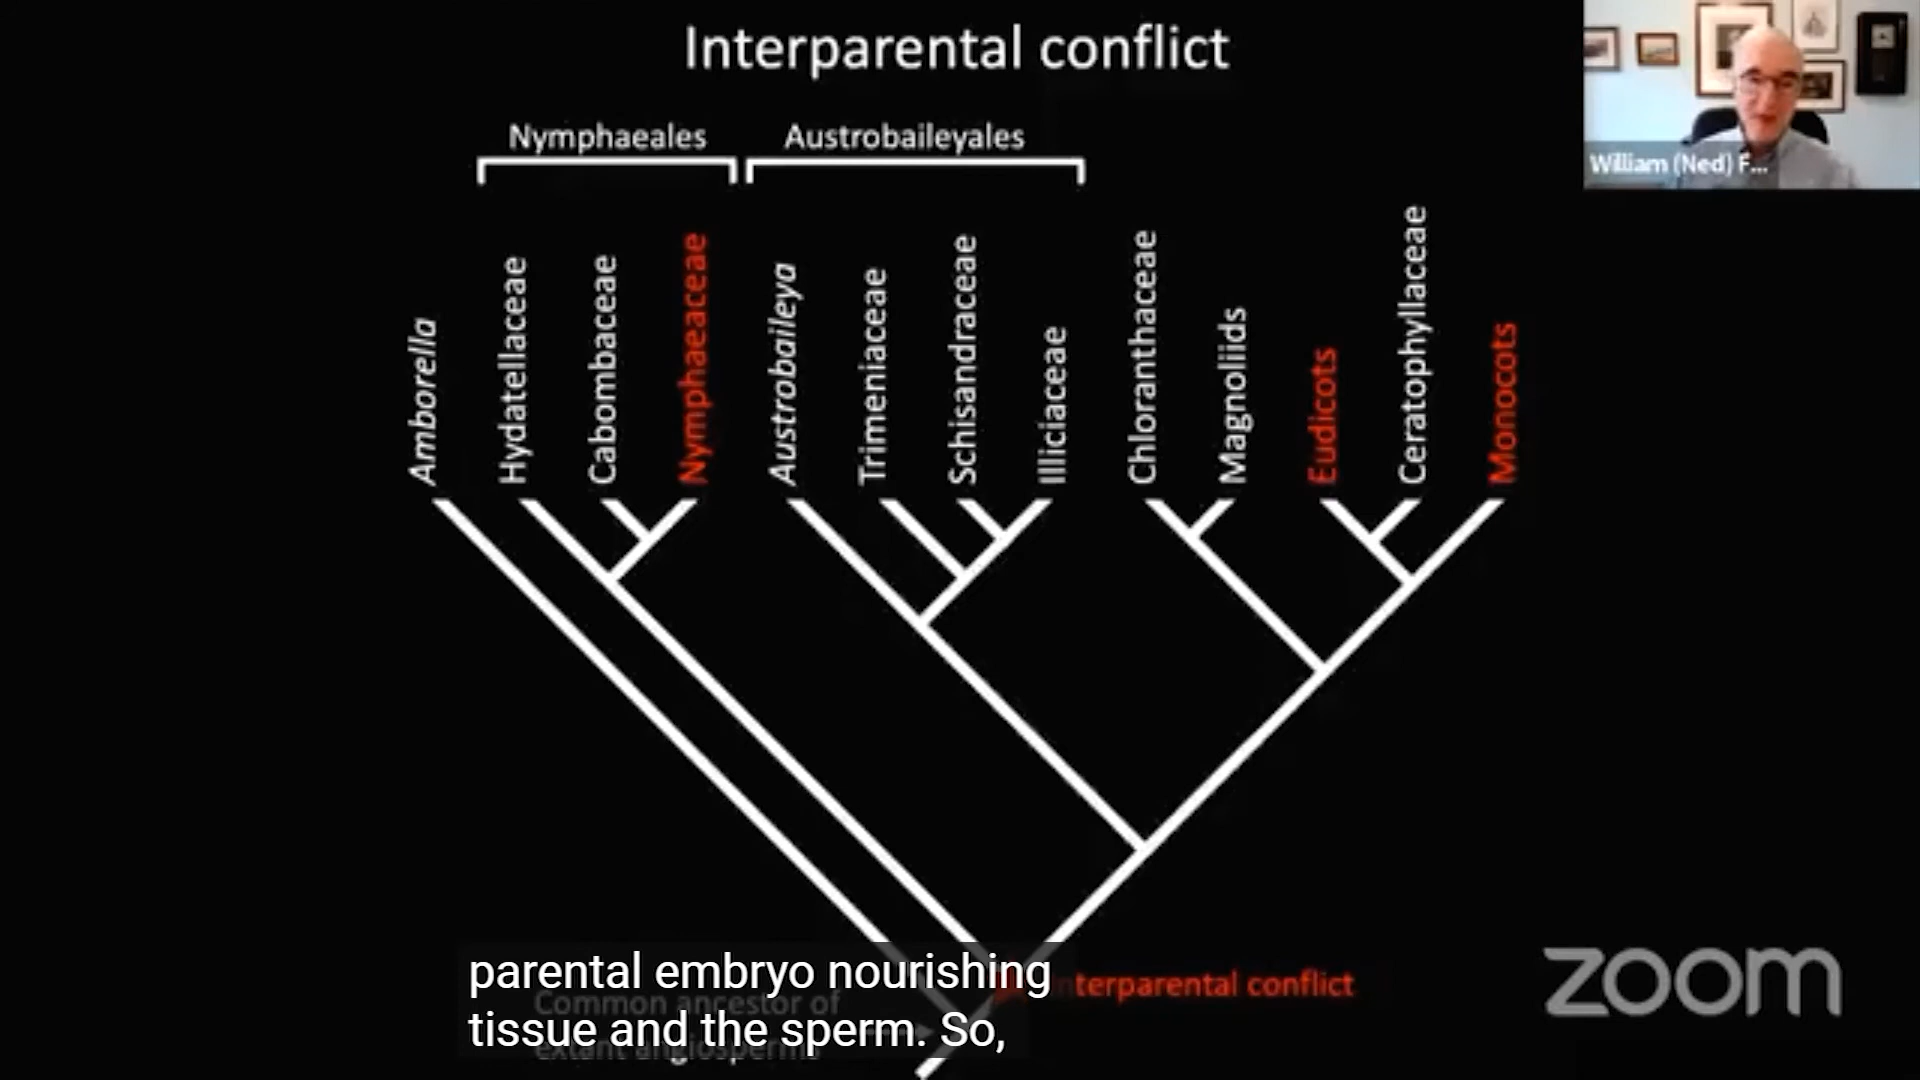 Interparental conflict
William (Ned) F...
Nymphaeales
Austrobaileyales
Amborella
Hydatellaceae
Cabombaceae
Nymphaeaceae
Austrobaileya
Trimeniaceae
Schisandraceae
Illiciaceae
Chloranthaceae
Magnoliids
Eudicots
Ceratophyllaceae
Monocots
parental embryo nourishing
tissue and the sperm. So,
Interparental conflict
Common ancestor of
extant angiosperms
zoom